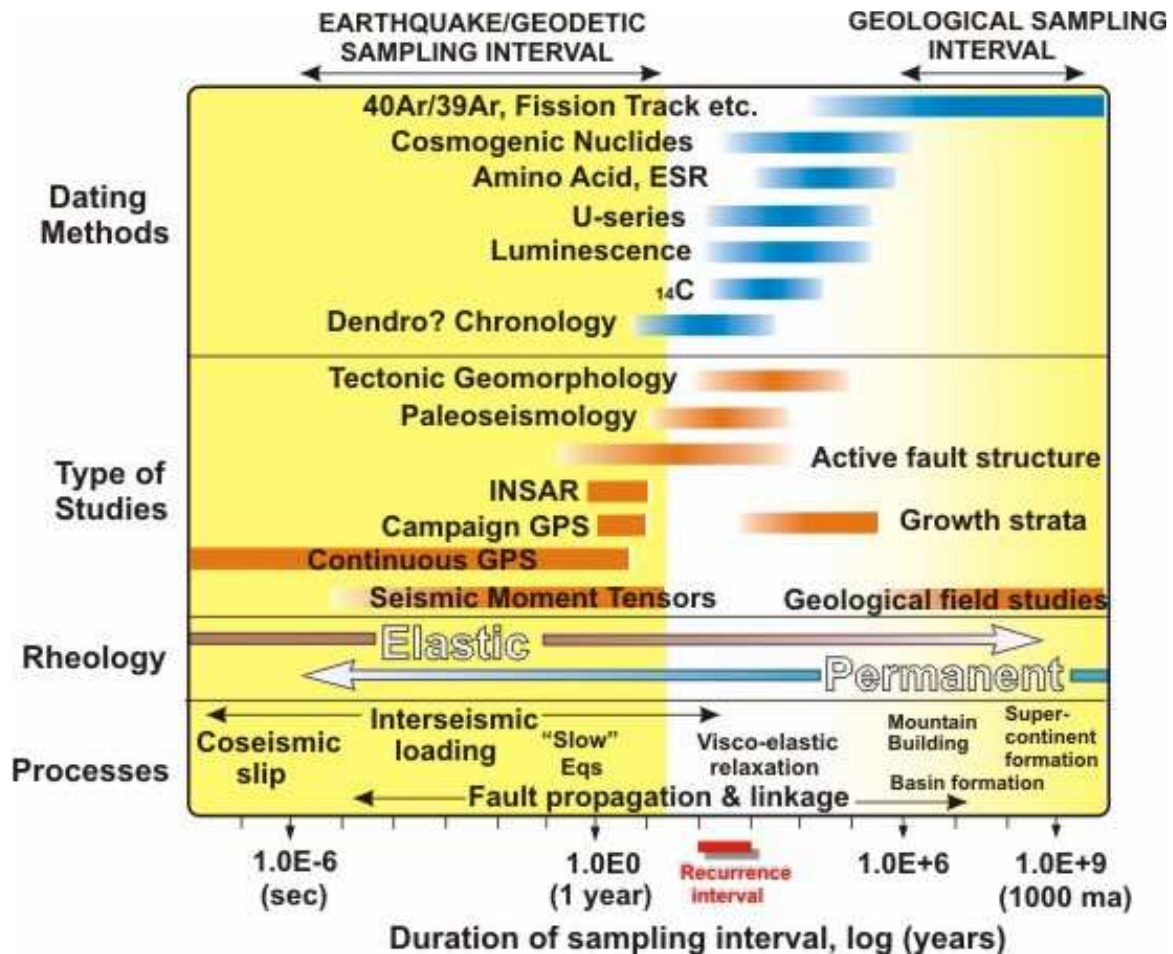 EARTHQUAKE/GEODETIC
SAMPLING INTERVAL
GEOLOGICAL SAMPLING
INTERVAL
Dating
Methods
40Ar/39Ar, Fission Track etc.
Cosmogenic Nuclides
Amino Acid, ESR
U-series
Luminescence
14C
Dendro? Chronology
Type of
Studies
Tectonic Geomorphology
Paleoseismology
Active fault structure
INSAR
Campaign GPS
Growth strata
Continuous GPS
Seismic Moment Tensors
Geological field studies
Rheology
Elastic
Permanent
Processes
Coseismic
slip
Interseismic
loading
"Slow"
Eqs
Visco-elastic
relaxation
Mountain
Building
Super-
continent
formation
Basin formation
Fault propagation & linkage
1.0E-6
(sec)
1.0E0
(1 year)
Recurrence
interval
1.0E+6
1.0E+9
(1000 ma)
Duration of sampling interval, log (years)